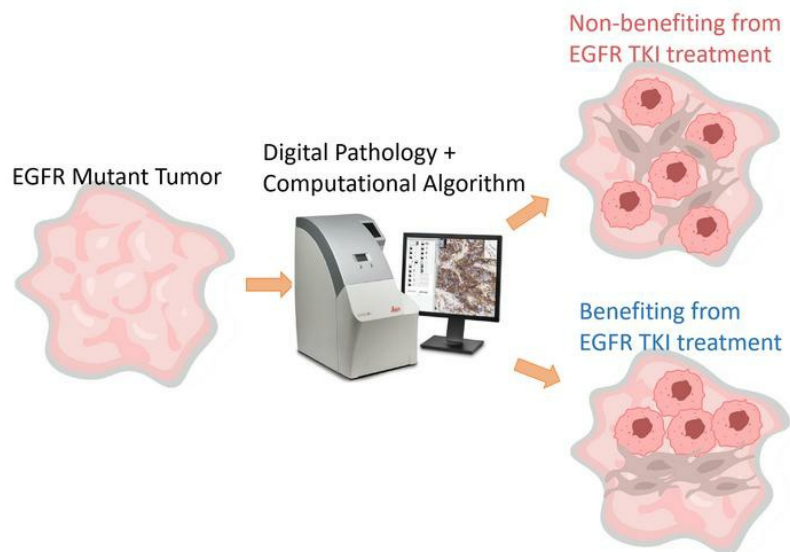 Non-benefiting from
EGFR TKI treatment
Digital Pathology +
Computational Algorithm
EGFR Mutant Tumor
Benefiting from
EGFR TKI treatment